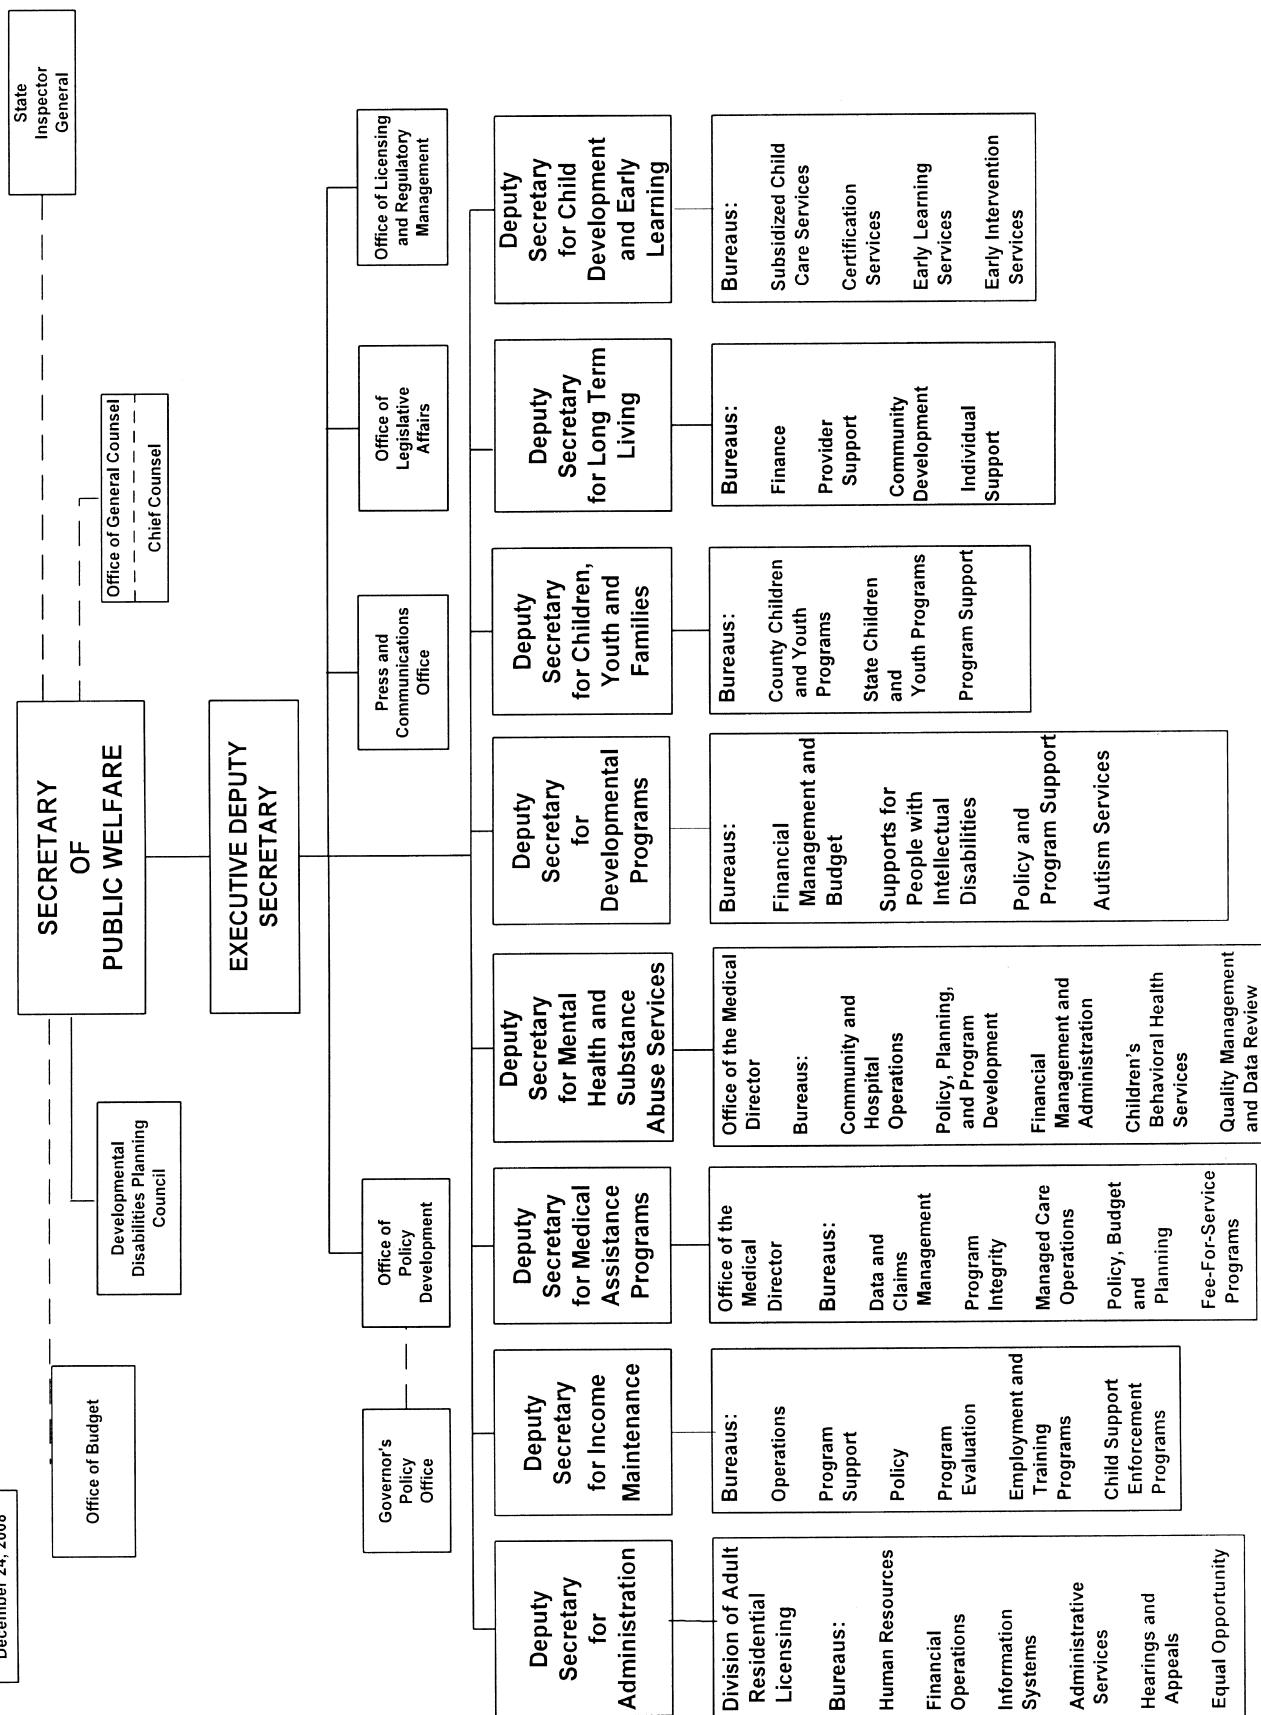 December 24, 2008
State
Inspector
General
Office of General Counsel
Chief Counsel
SECRETARY
OF
PUBLIC WELFARE
Developmental
Disabilities Planning
Council
Office of Budget
EXECUTIVE DEPUTY
SECRETARY
Governor's
Policy
Office
Office of
Policy
Development
Press and
Communications
Office
Office of
Legislative
Affairs
Office of Licensing
and Regulatory
Management
Deputy
Secretary
for
Administration
Division of Adult
Residential
Licensing
Bureaus:
Human Resources
Financial
Operations
Information
Systems
Administrative
Services
Hearings and
Appeals
Equal Opportunity
Deputy
Secretary
for Income
Maintenance
Bureaus:
Operations
Program
Support
Policy
Program
Evaluation
Employment and
Training
Programs
Child Support
Enforcement
Programs
Deputy
Secretary
for Medical
Assistance
Programs
Office of the
Medical
Director
Bureaus:
Data and
Claims
Management
Program
Integrity
Managed Care
Operations
Policy, Budget
and
Planning
Fee-For-Service
Programs
Deputy
Secretary
for Mental
Health and
Substance
Abuse Services
Office of the Medical
Director
Bureaus:
Community and
Hospital
Operations
Policy, Planning,
and Program
Development
Financial
Management and
Administration
Children's
Behavioral Health
Services
Quality Management
and Data Review
Deputy
Secretary
for
Developmental
Programs
Bureaus:
Financial
Management and
Budget
Supports for
People with
Intellectual
Disabilities
Policy and
Program Support
Autism Services
Deputy
Secretary
for Children,
Youth and
Families
Bureaus:
County Children
and Youth
Programs
State Children
and
Youth Programs
Program Support
Deputy
Secretary
for Long Term
Living
Bureaus:
Finance
Provider
Support
Community
Development
Individual
Support
Deputy
Secretary
for Child
Development
and Early
Learning
Bureaus:
Subsidized Child
Care Services
Certification
Services
Early Learning
Services
Early Intervention
Services